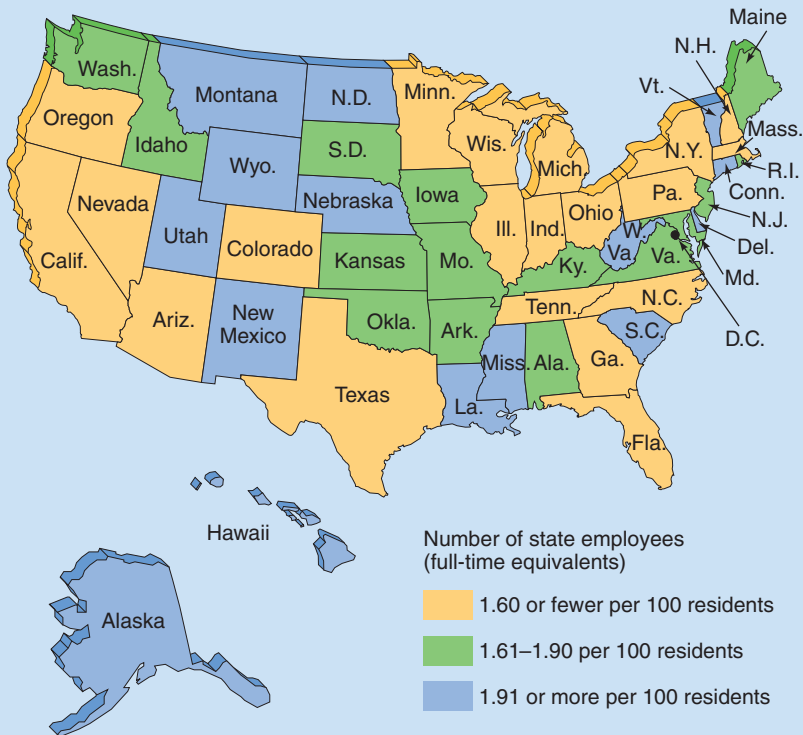 Maine
N.H.
Vt.
Wash.
Montana
N.D.
Minn.
Mass.
Oregon
Idaho
S.D.
Wis.
Mich.
N.Y.
R.I.
Wyo.
Conn.
Iowa
Pa.
Nebraska
N.J.
Nevada
Utah
Ill.
Ind.
Ohio
W.
Va.
Del.
Colorado
Calif.
Kansas
Mo.
Ky.
Va.
Md.
Ariz.
New
Mexico
Okla.
Ark.
Tenn.
N.C.
D.C.
S.C.
Miss.
Ala.
Ga.
Texas
La.
Fla.
Hawaii
Alaska
Number of state employees
(full-time equivalents)
1.60 or fewer per 100 residents
1.61–1.90 per 100 residents
1.91 or more per 100 residents